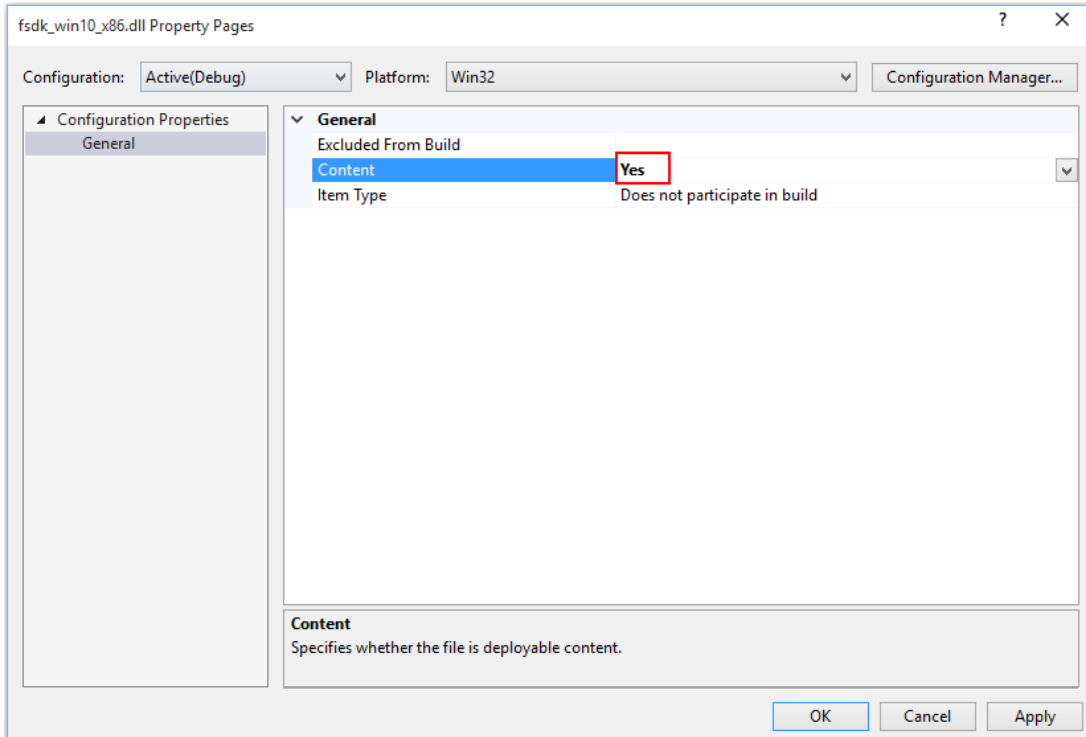 fsdk_win10_x86.dll Property Pages
? X
Configuration: Active(Debug) Platform: Win32 Configuration Manager...
Configuration Properties
General
General
Excluded From Build
Content Yes
Item Type Does not participate in build
Content
Specifies whether the file is deployable content.
OK Cancel Apply